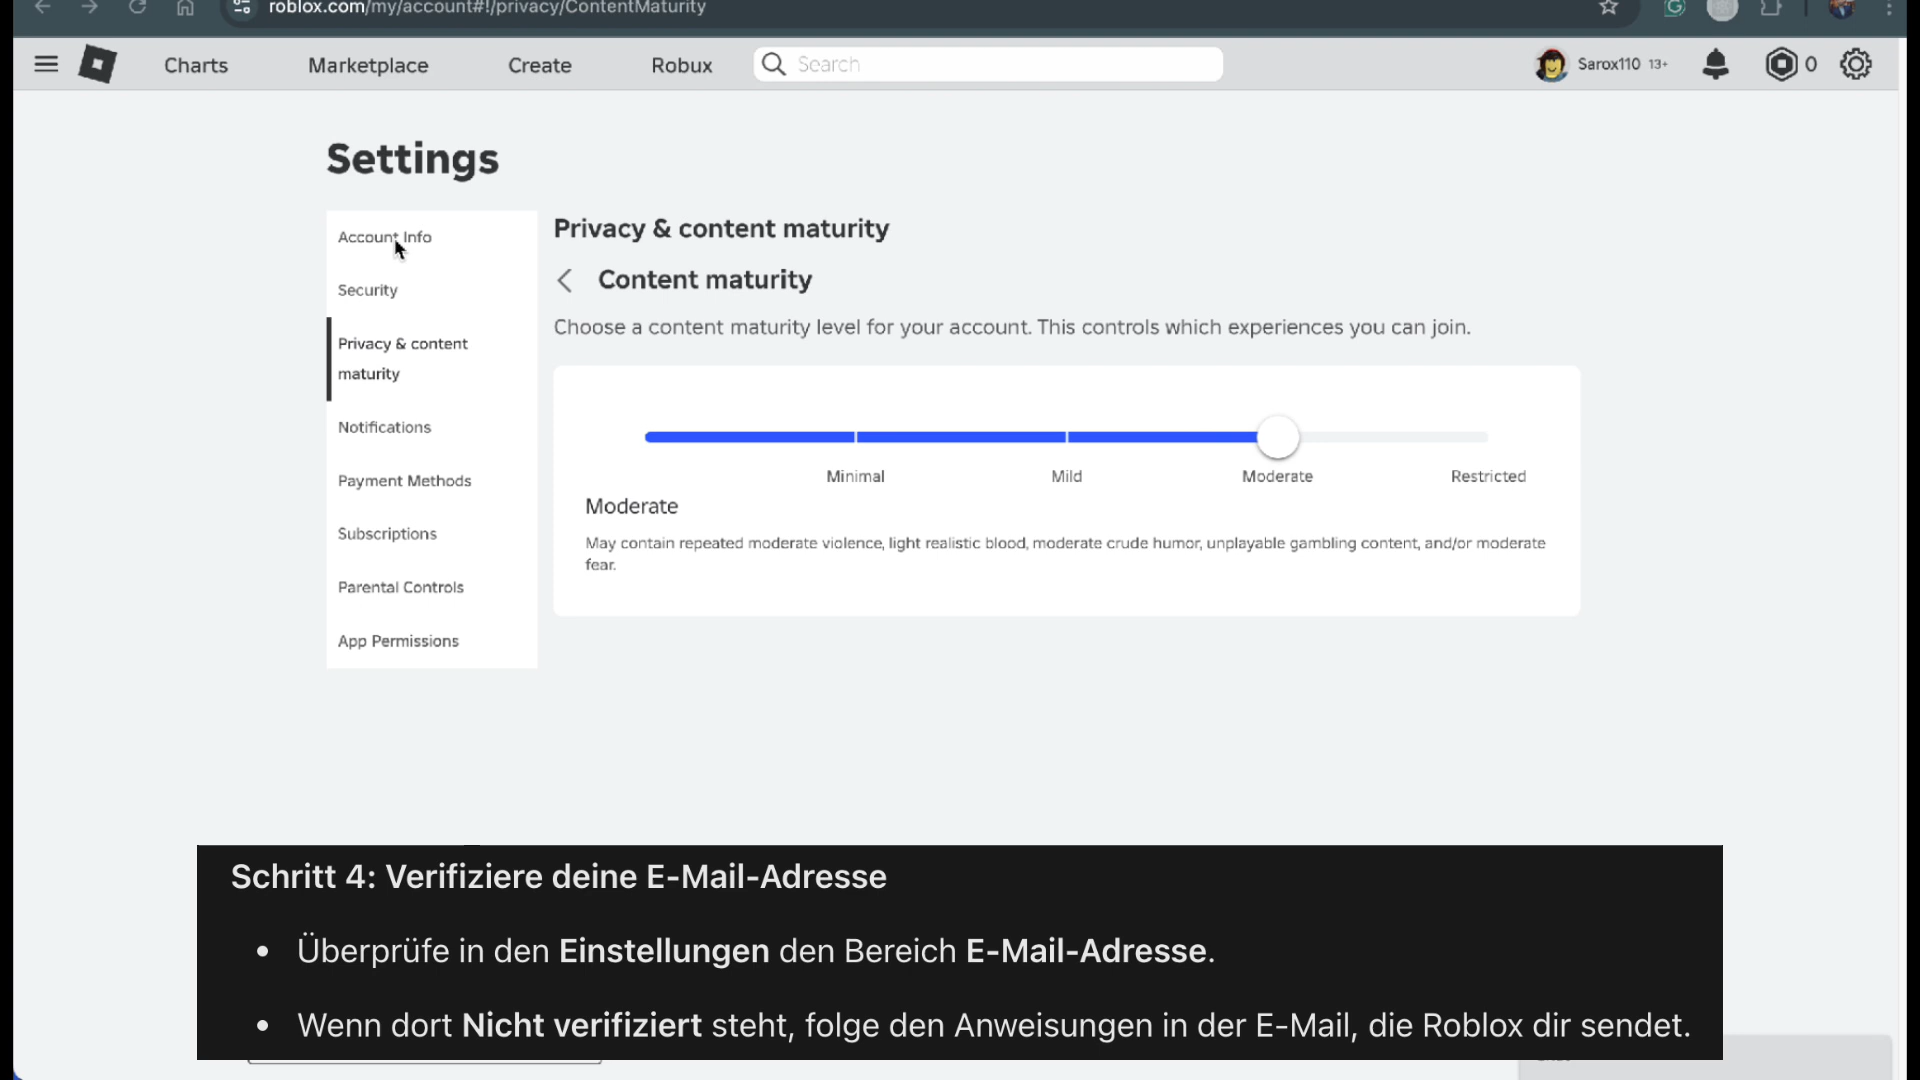 roblox.com/my/account#!/privacy/ContentMaturity
Charts
Marketplace
Create
Robux
Search
Sarox110 13+
0
Settings
Account Info
Security
Privacy & content
maturity
Notifications
Payment Methods
Subscriptions
Parental Controls
App Permissions
Privacy & content maturity
Content maturity
Choose a content maturity level for your account. This controls which experiences you can join.
Minimal
Mild
Moderate
Restricted
Moderate
May contain repeated moderate violence, light realistic blood, moderate crude humor, unplayable gambling content, and/or moderate
fear.
Schritt 4: Verifiziere deine E-Mail-Adresse
• Überprüfe in den Einstellungen den Bereich E-Mail-Adresse.
• Wenn dort Nicht verifiziert steht, folge den Anweisungen in der E-Mail, die Roblox dir sendet.